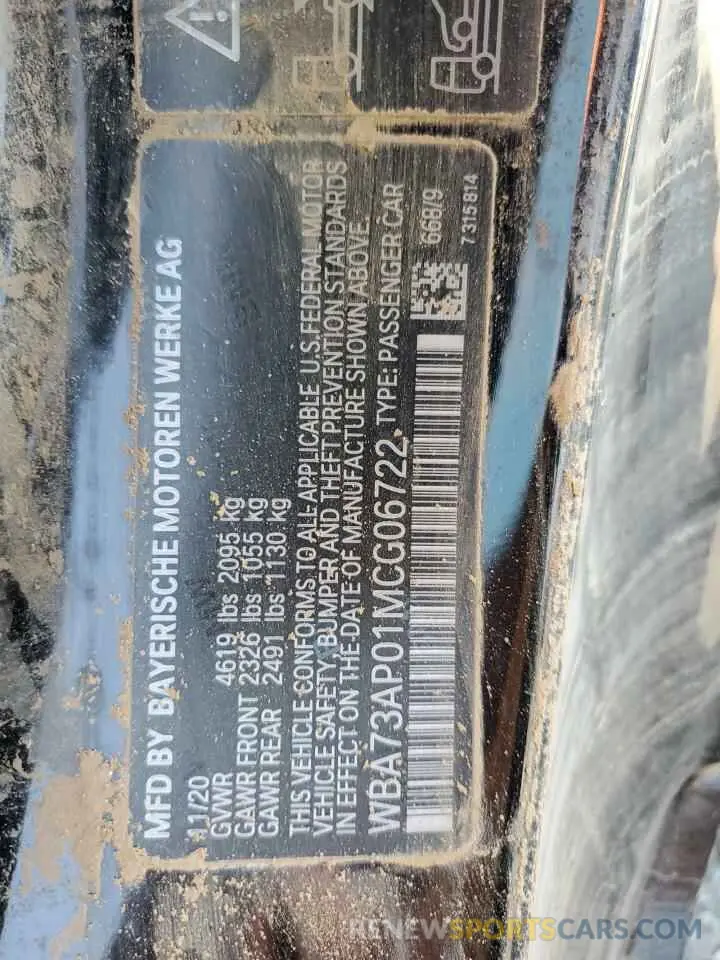 MFD BY BAYERISCHE MOTOREN WERKE AG
11/20
GVWR 4619 lbs 2095 kg
GAWR FRONT 2326 lbs 1055 kg
GAWR REAR 2491 lbs 1130 kg
THIS VEHICLE CONFORMS TO ALL APPLICABLE U.S. FEDERAL MOTOR
VEHICLE SAFETY, BUMPER AND THEFT PREVENTION STANDARDS
IN EFFECT ON THE DATE OF MANUFACTURE SHOWN ABOVE
WBA73AP01MCG06722 TYPE: PASSENGER CAR
668/9
7 315 814
RENEWSPORTSCARS.COM